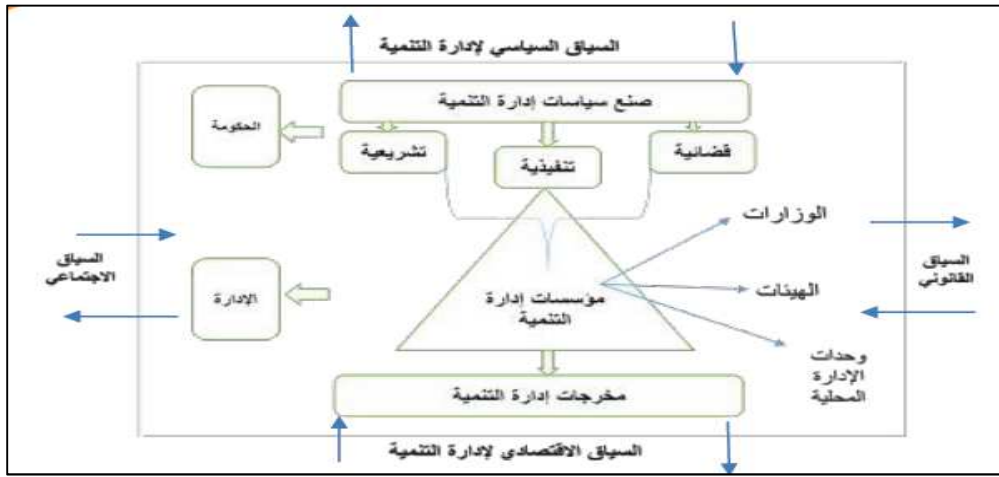 السياق السياسي لإدارة التنمية
صنع سياسات إدارة التنمية
الحكومة
قضائية
تنفيذية
تشريعية
الوزارات
السياق
القانوني
السياق
الاجتماعي
الإدارة
الهيئات
مؤسسات إدارة
التنمية
وحدات
الإدارة
المحلية
مخرجات إدارة التنمية
السياق الاقتصادي لإدارة التنمية